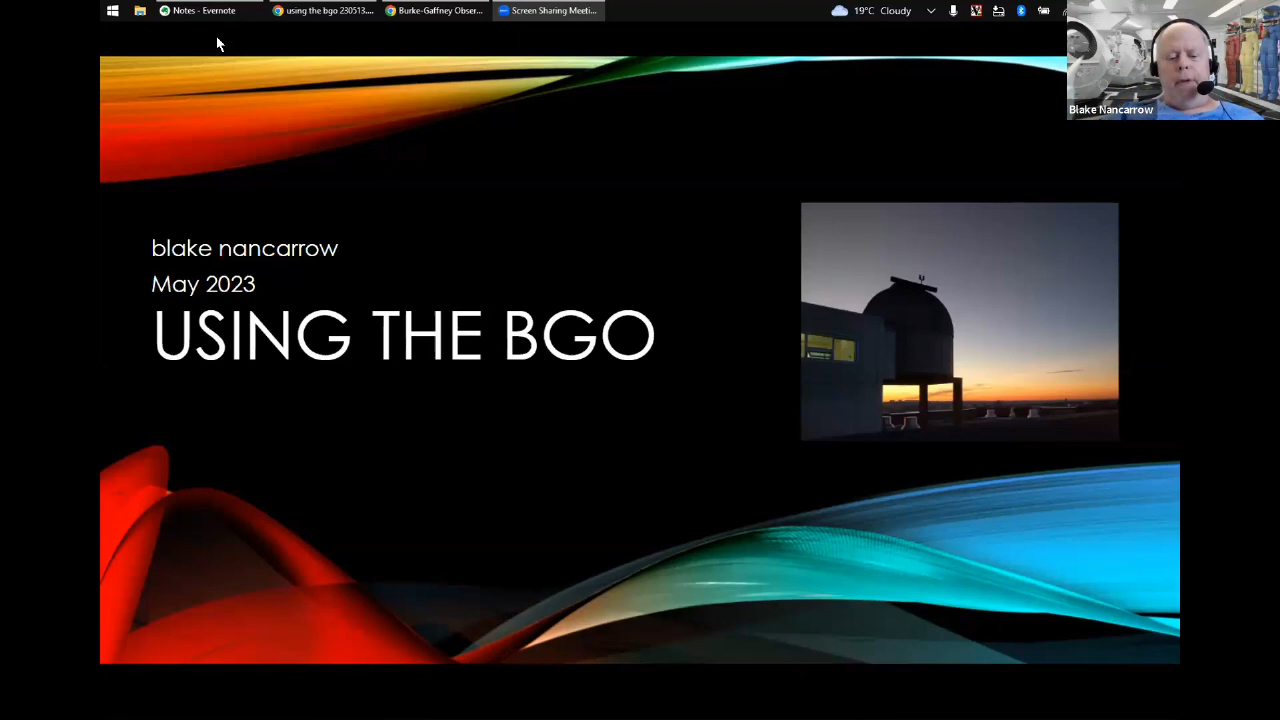 Notes - Evernote
using the bgo 230513....
Burke-Gaffney Obser...
Screen Sharing Meeti...
19°C Cloudy
Blake Nancarrow
blake nancarrow
May 2023
USING THE BGO